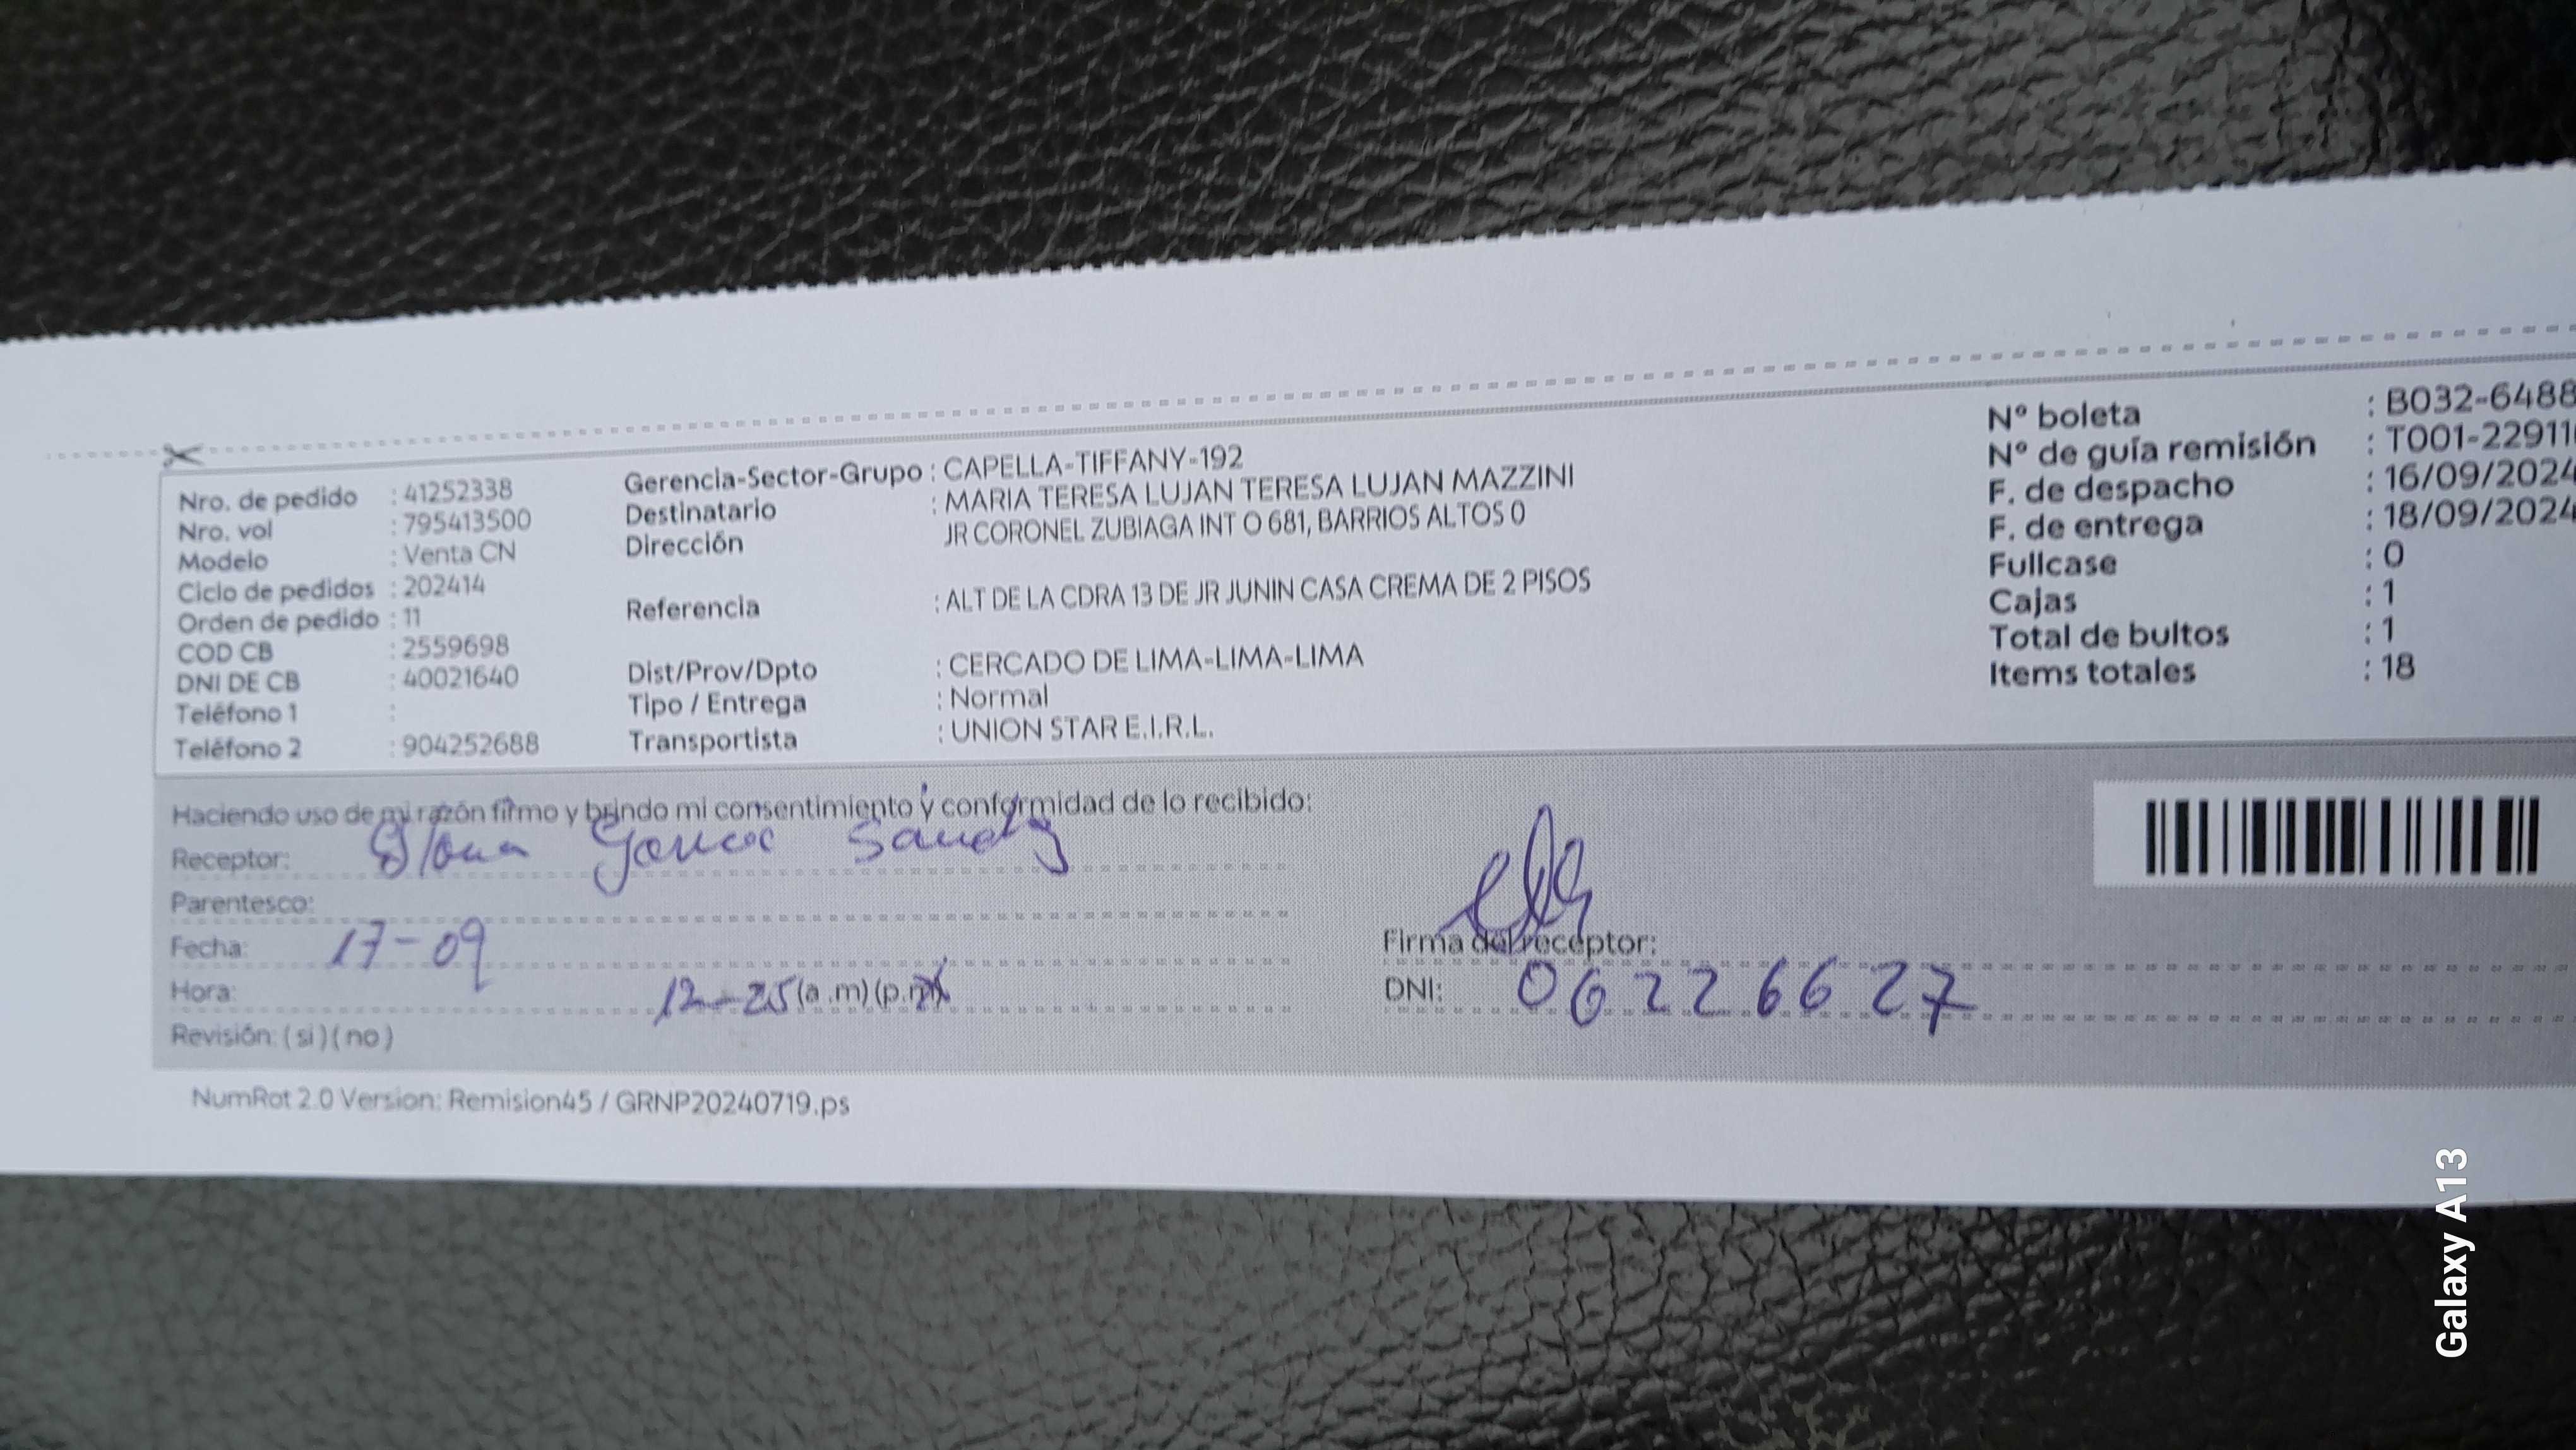 Nro. de pedido : 41252338
Nro. vol : 795413500
Modelo : Venta CN
Ciclo de pedidos : 202414
Orden de pedido : 11
COD CB : 2559698
DNI DE CB : 40021640
Teléfono 1 :
Teléfono 2 : 904252688
Gerencia-Sector-Grupo : CAPELLA-TIFFANY-192
Destinatario : MARIA TERESA LUJAN TERESA LUJAN MAZZINI
Dirección JR CORONEL ZUBIAGA INT O 681, BARRIOS ALTOS 0
Referencia : ALT DE LA CDRA 13 DE JR JUNIN CASA CREMA DE 2 PISOS
Dist/Prov/Dpto : CERCADO DE LIMA-LIMA-LIMA
Tipo / Entrega : Normal
Transportista : UNION STAR E.I.R.L.
N° boleta : B032-6488
N° de guía remisión : T001-22911
F. de despacho : 16/09/2024
F. de entrega : 18/09/2024
Fullcase : 0
Cajas : 1
Total de bultos : 1
Items totales : 18
Haciendo uso de mi razón firmo y brindo mi consentimiento y conformidad de lo recibido:
Receptor:
Parentesco:
Fecha: 17-09
Hora: 12-25 (a.m) (p.m)
Revisión: ( si ) ( no )
Firma del receptor:
DNI: 06226627
NumRot 2.0 Version: Remision45 / GRNP20240719.ps
Galaxy A13